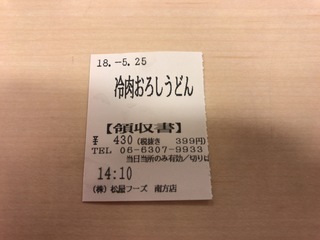 18.-5.25
冷肉おろしうどん
【領収書】
¥ 430(税抜き 399円)
TEL 06-6307-9933
当日当所のみ有効/切りは
14:10
(株)松屋フーズ 南方店